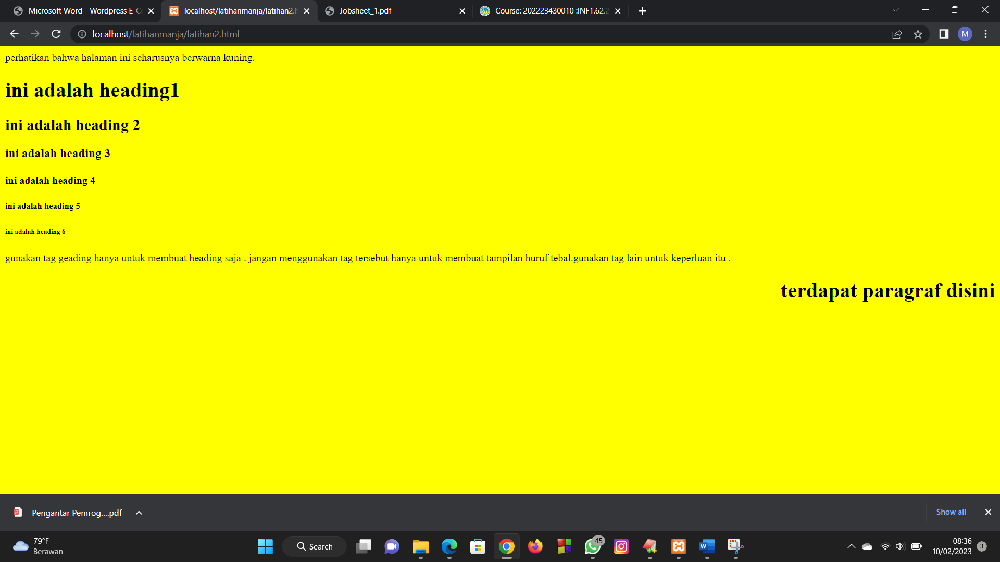 Microsoft Word - Wordpress E-Co
localhost/latihanmanja/latihan2.h
Jobsheet_1.pdf
Course: 202223430010 :INF1.62.2
localhost/latihanmanja/latihan2.html
M
perhatikan bahwa halaman ini seharusnya berwarna kuning.
ini adalah heading1
ini adalah heading 2
ini adalah heading 3
ini adalah heading 4
ini adalah heading 5
ini adalah heading 6
gunakan tag geading hanya untuk membuat heading saja . jangan menggunakan tag tersebut hanya untuk membuat tampilan huruf tebal.gunakan tag lain untuk keperluan itu .
terdapat paragraf disini
Pengantar Pemrog....pdf
Show all
79°F
Berawan
Search
45
08:36
10/02/2023
3